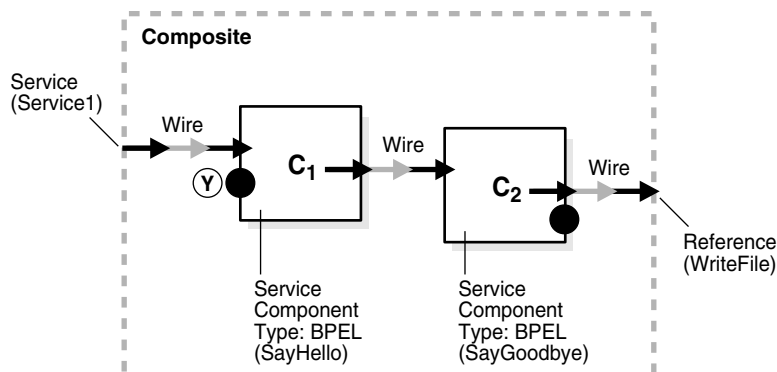 Composite
Service
(Service1)
Wire
Wire
Wire
C1
C2
Y
Reference
(WriteFile)
Service
Component
Type: BPEL
(SayHello)
Service
Component
Type: BPEL
(SayGoodbye)